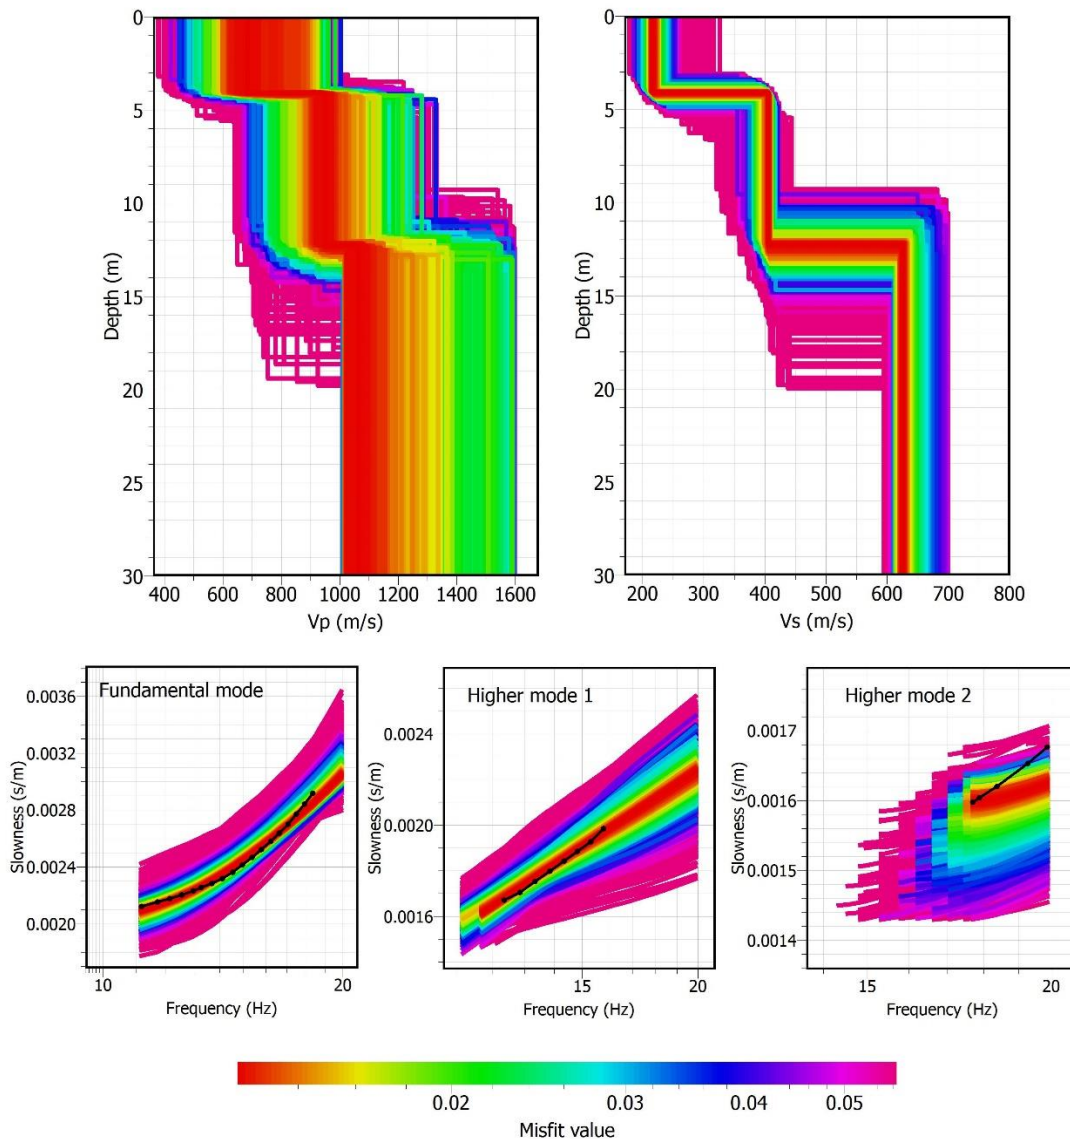 0
5
10
15
20
25
30
Depth (m)
400 600 800 1000 1200 1400 1600
Vp (m/s)
0
5
10
15
20
25
30
Depth (m)
200 300 400 500 600 700 800
Vs (m/s)
Fundamental mode
0.0036
0.0032
0.0028
0.0024
0.0020
Slowness (s/m)
10 20
Frequency (Hz)
Higher mode 1
0.0024
0.0020
0.0016
Slowness (s/m)
15 20
Frequency (Hz)
Higher mode 2
0.0017
0.0016
0.0015
0.0014
Slowness (s/m)
15 20
Frequency (Hz)
0.02 0.03 0.04 0.05
Misfit value